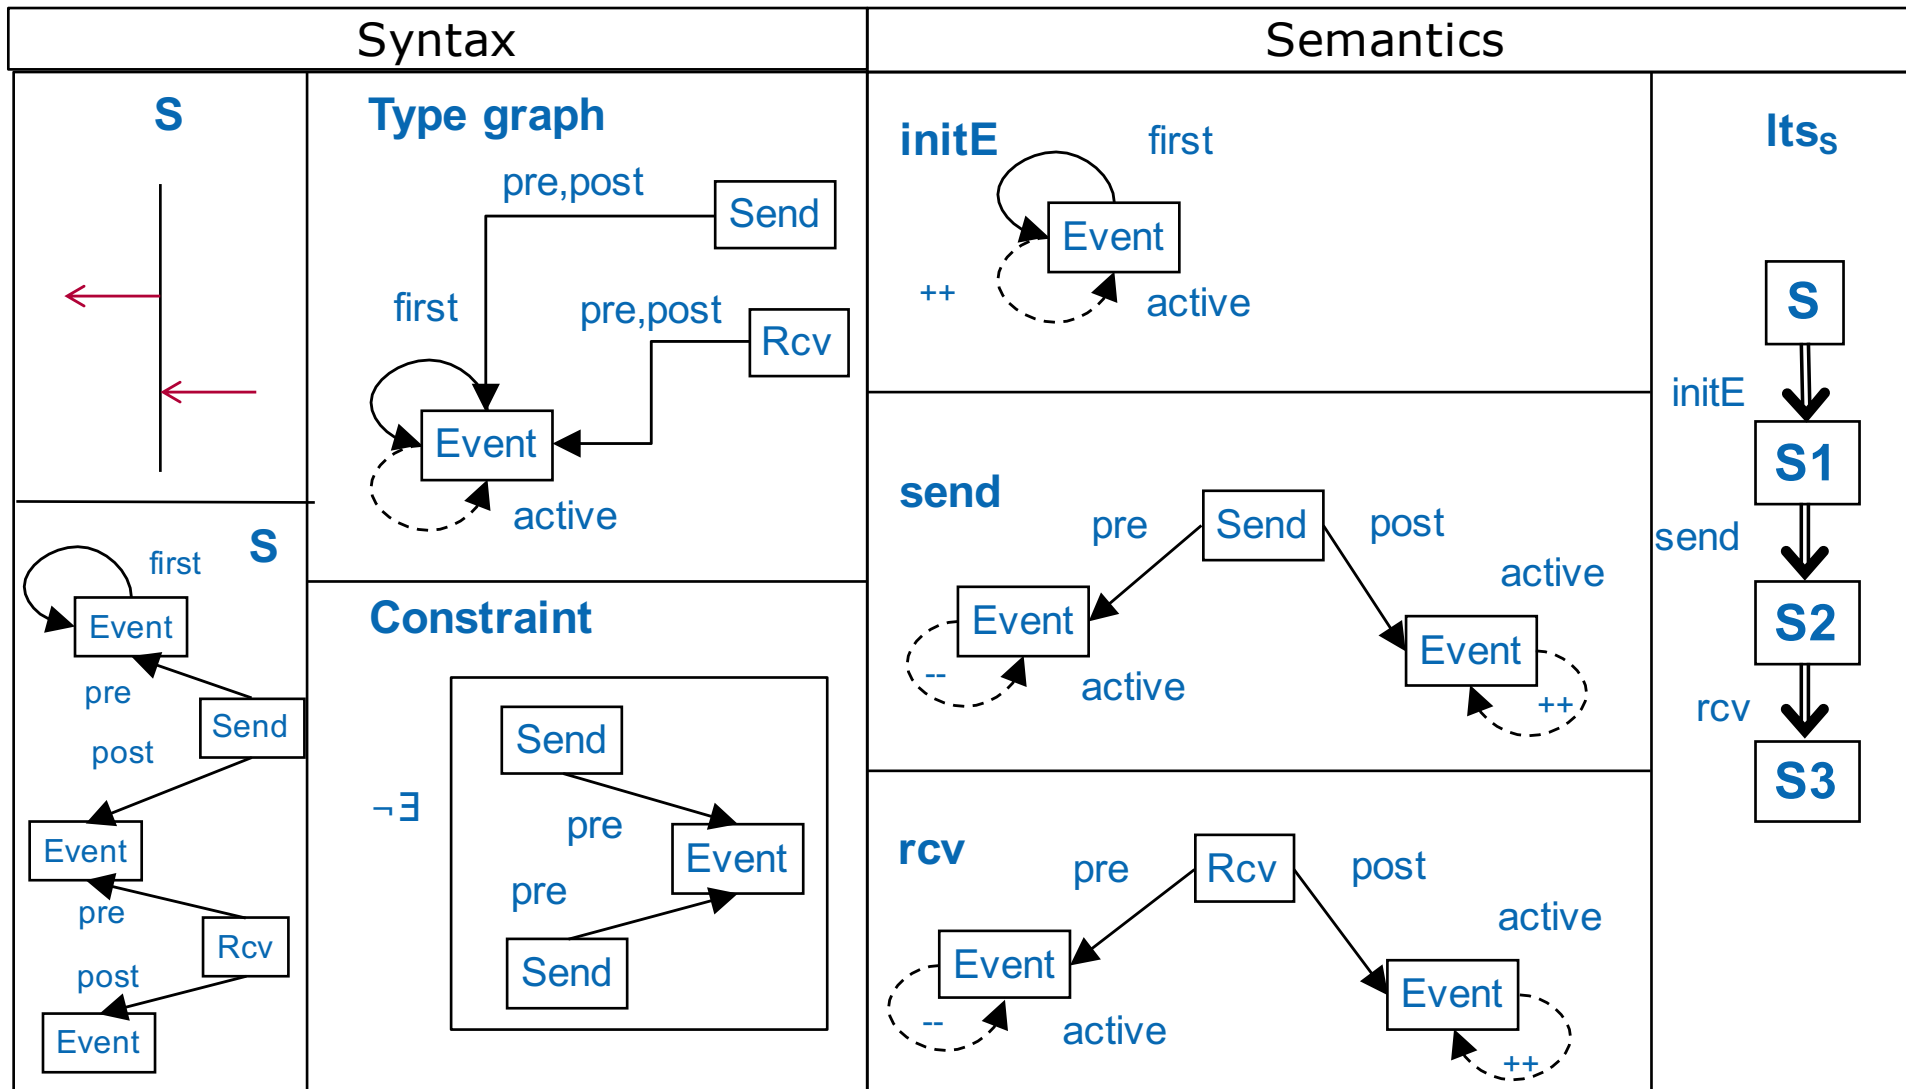 Syntax
Semantics
S
S
first
Event
pre
Send
post
Event
pre
Rcv
post
Event
Type graph
pre,post
Send
first
pre,post
Rcv
Event
active
Constraint
¬∃
Send
pre
Event
pre
Send
initE
first
Event
++
active
send
pre
Send
post
active
Event
Event
--
active
++
rcv
pre
Rcv
post
active
Event
Event
--
active
++
ltsS
S
initE
S1
send
S2
rcv
S3